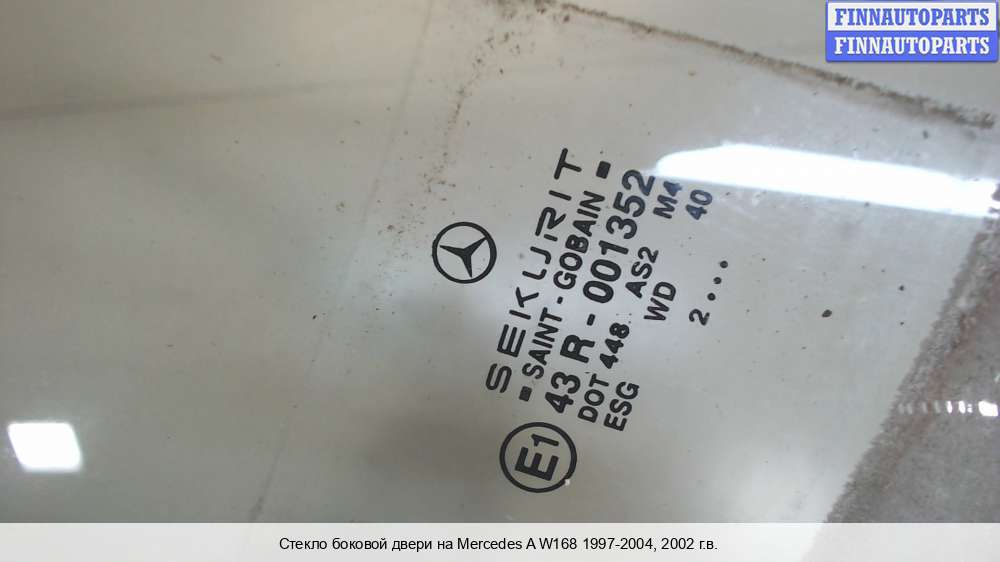 FINNAUTOPARTS
FINNAUTOPARTS
SEKURIT
SAINT-GOBAIN
43 R - 001352
DOT 448 AS2 M4
ESG WD 40
E1
2...
Стекло боковой двери на Mercedes A W168 1997-2004, 2002 г.в.